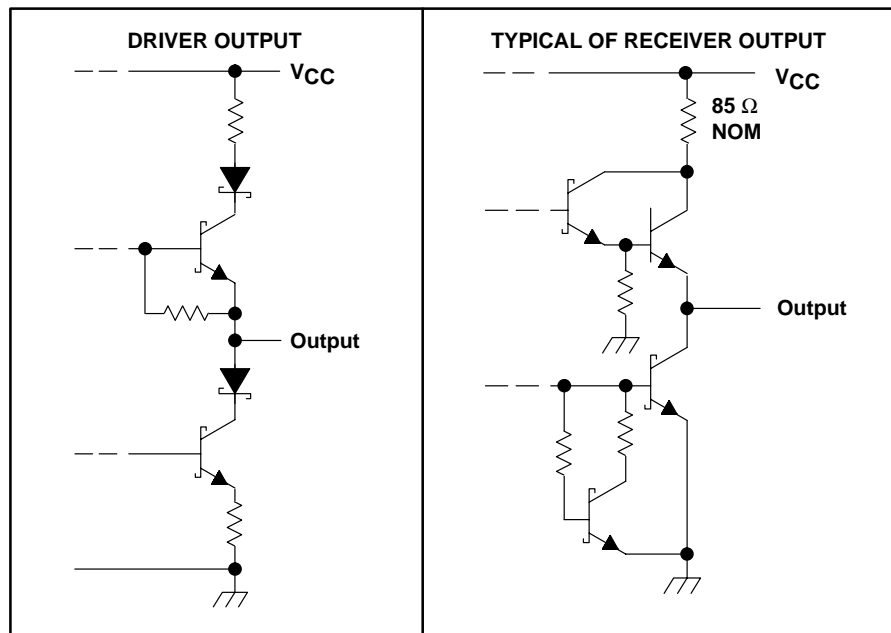 DRIVER OUTPUT
VCC
Output
TYPICAL OF RECEIVER OUTPUT
VCC
85 Ω
NOM
Output